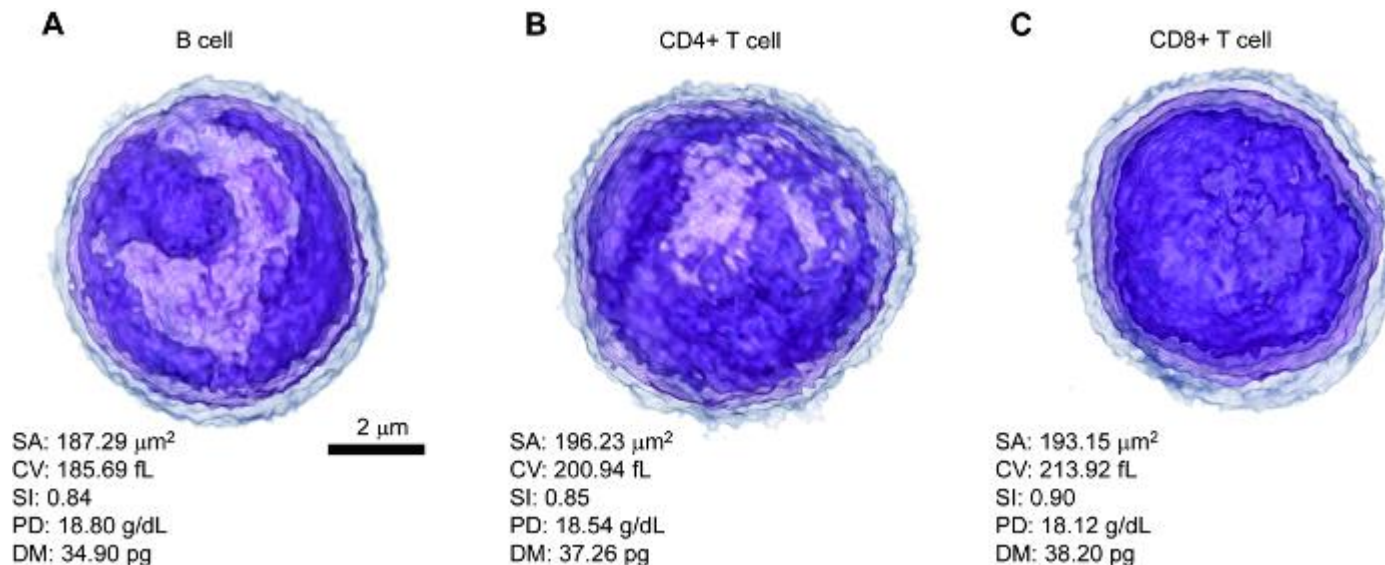 A
B cell
SA: 187.29 μm²
CV: 185.69 fL
SI: 0.84
PD: 18.80 g/dL
DM: 34.90 pg
2 μm
B
CD4+ T cell
SA: 196.23 μm²
CV: 200.94 fL
SI: 0.85
PD: 18.54 g/dL
DM: 37.26 pg
C
CD8+ T cell
SA: 193.15 μm²
CV: 213.92 fL
SI: 0.90
PD: 18.12 g/dL
DM: 38.20 pg